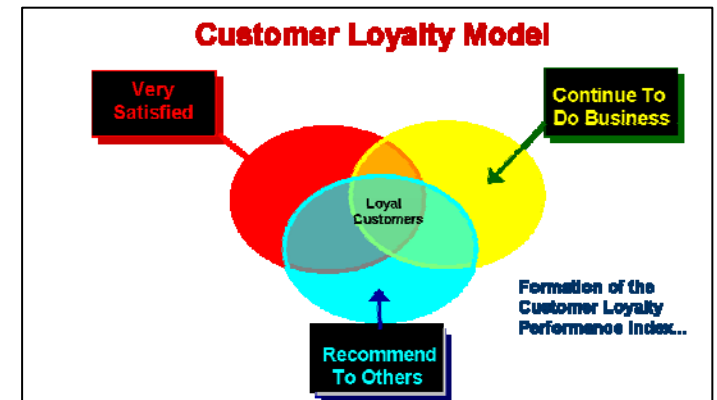 Customer Loyalty Model
Very
Satisfied
Continue To
Do Business
Loyal
Customers
Formation of the
Customer Loyalty
Performance Index...
Recommend
To Others